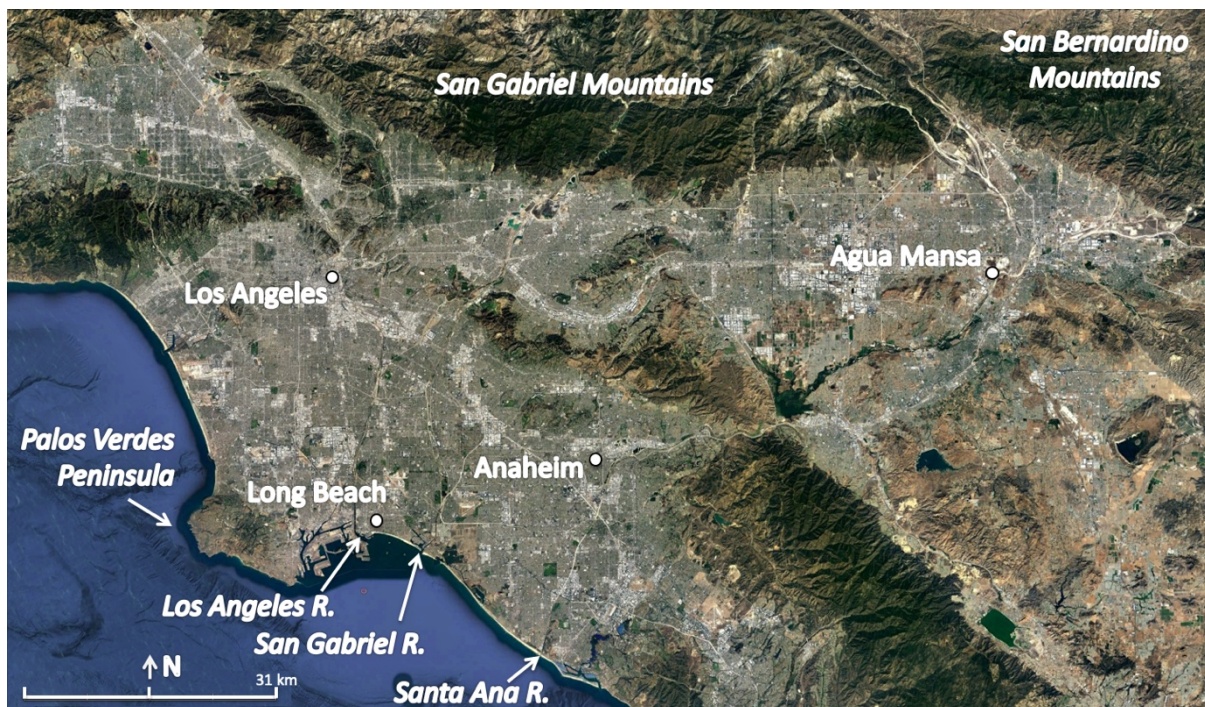 San Bernardino
Mountains
San Gabriel Mountains
Agua Mansa
Los Angeles
Palos Verdes
Peninsula
Anaheim
Long Beach
Los Angeles R.
San Gabriel R.
Santa Ana R.
N
31 km